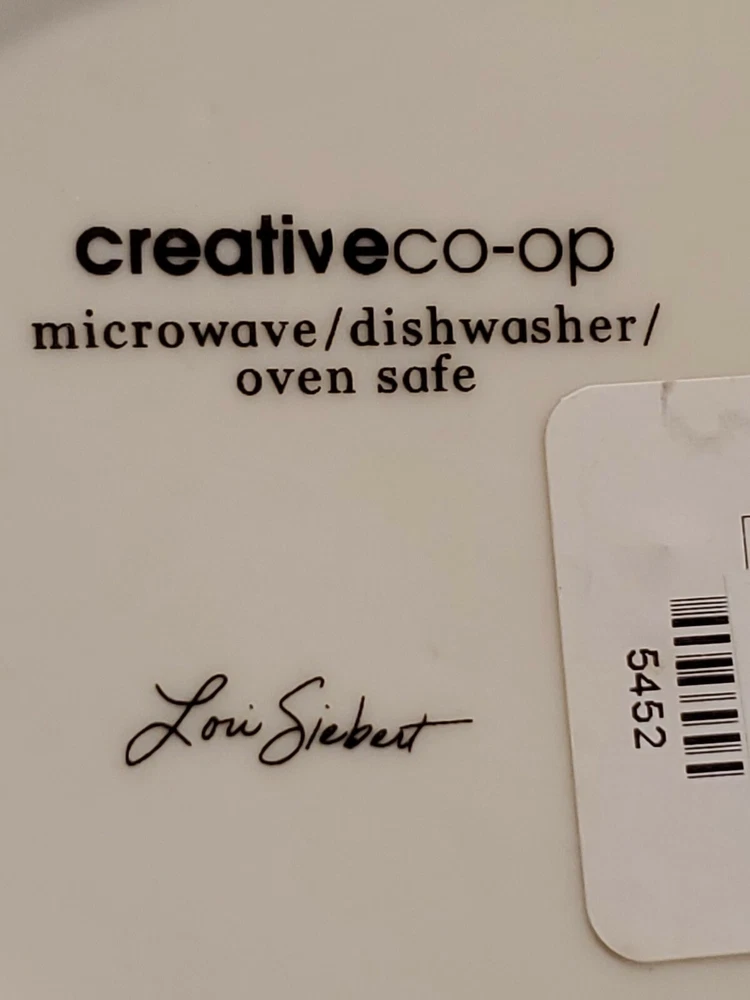 creativeco-op
microwave/dishwasher/
oven safe
Lori Siebert
5452